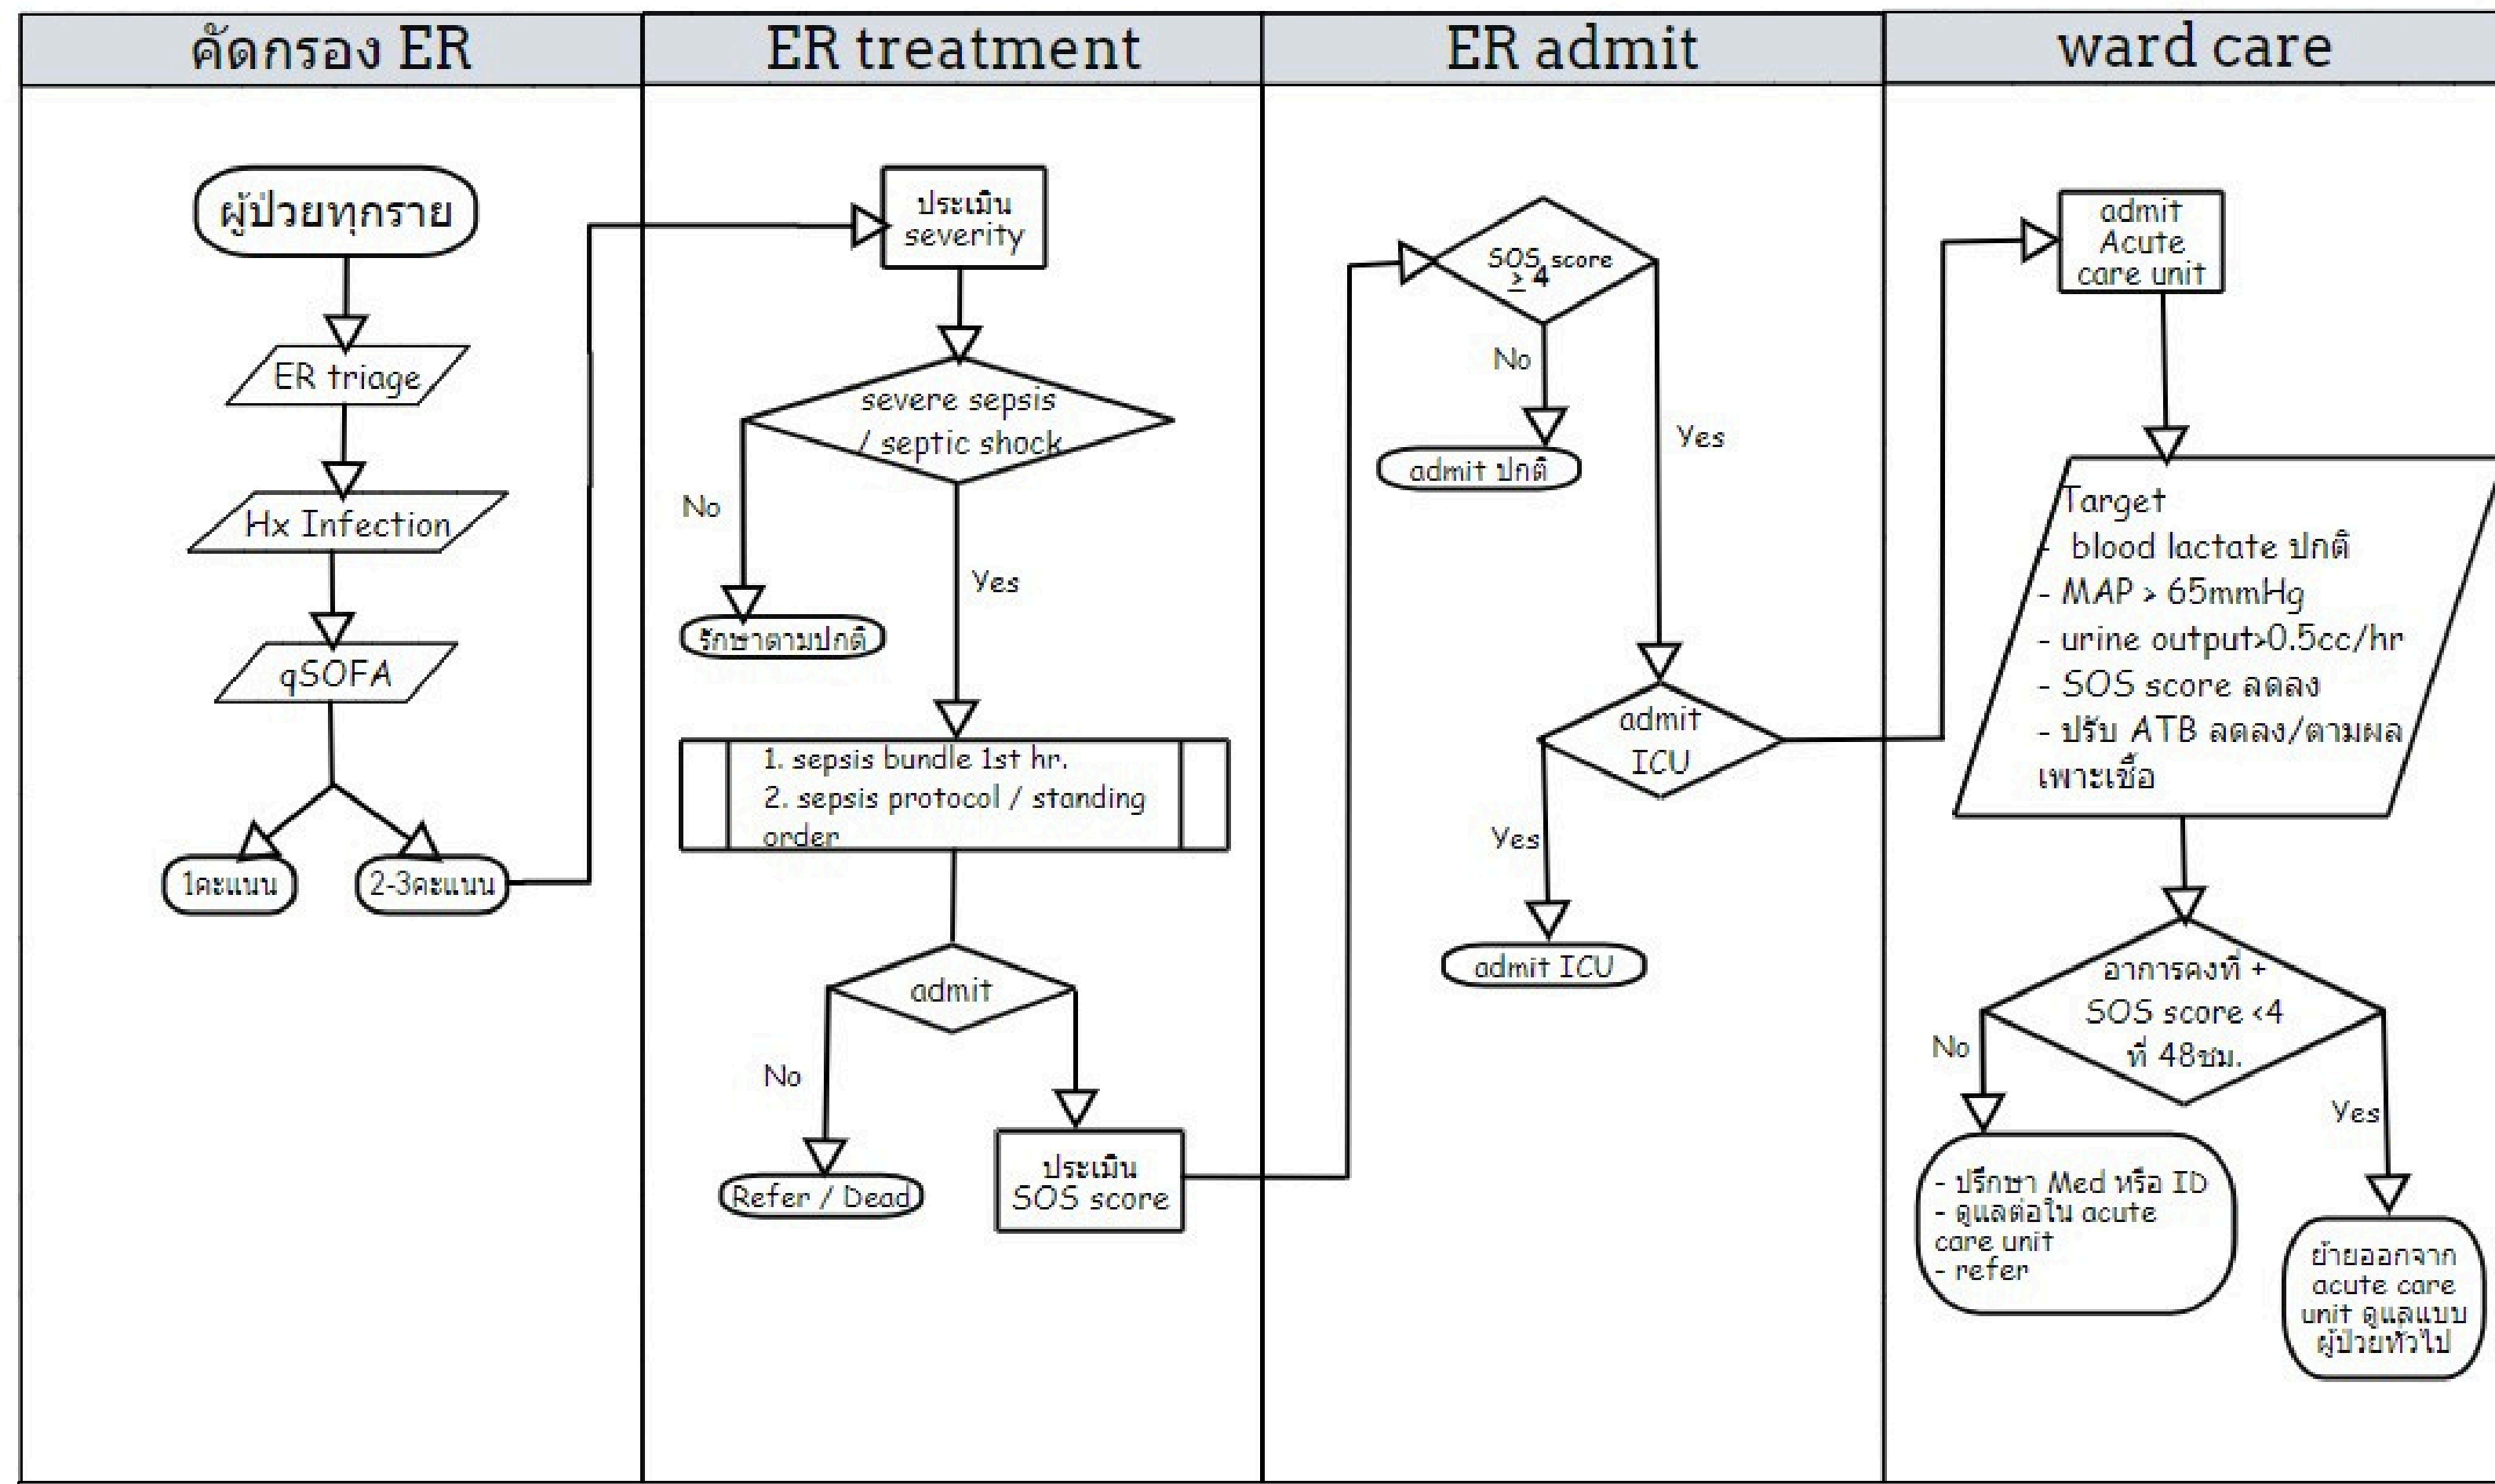 คัดกรอง ER
ผู้ป่วยทุกราย
ER triage
Hx Infection
qSOFA
1คะแนน
2-3คะแนน
ER treatment
ประเมิน
severity
severe sepsis
/ septic shock
No
Yes
รักษาตามปกติ
1. sepsis bundle 1st hr.
2. sepsis protocol / standing
order
admit
No
Refer / Dead
ประเมิน
SOS score
ER admit
SOS score
≥ 4
No
Yes
admit ปกติ
admit
ICU
Yes
admit ICU
ward care
admit
Acute
care unit
Target
- blood lactate ปกติ
- MAP > 65mmHg
- urine output>0.5cc/hr
- SOS score ลดลง
- ปรับ ATB ลดลง/ตามผล
เพาะเชื้อ
อาการคงที่ +
SOS score <4
ที่ 48ชม.
No
Yes
- ปรึกษา Med หรือ ID
- ดูแลต่อใน acute
care unit
- refer
ย้ายออกจาก
acute care
unit ดูแลแบบ
ผู้ป่วยทั่วไป